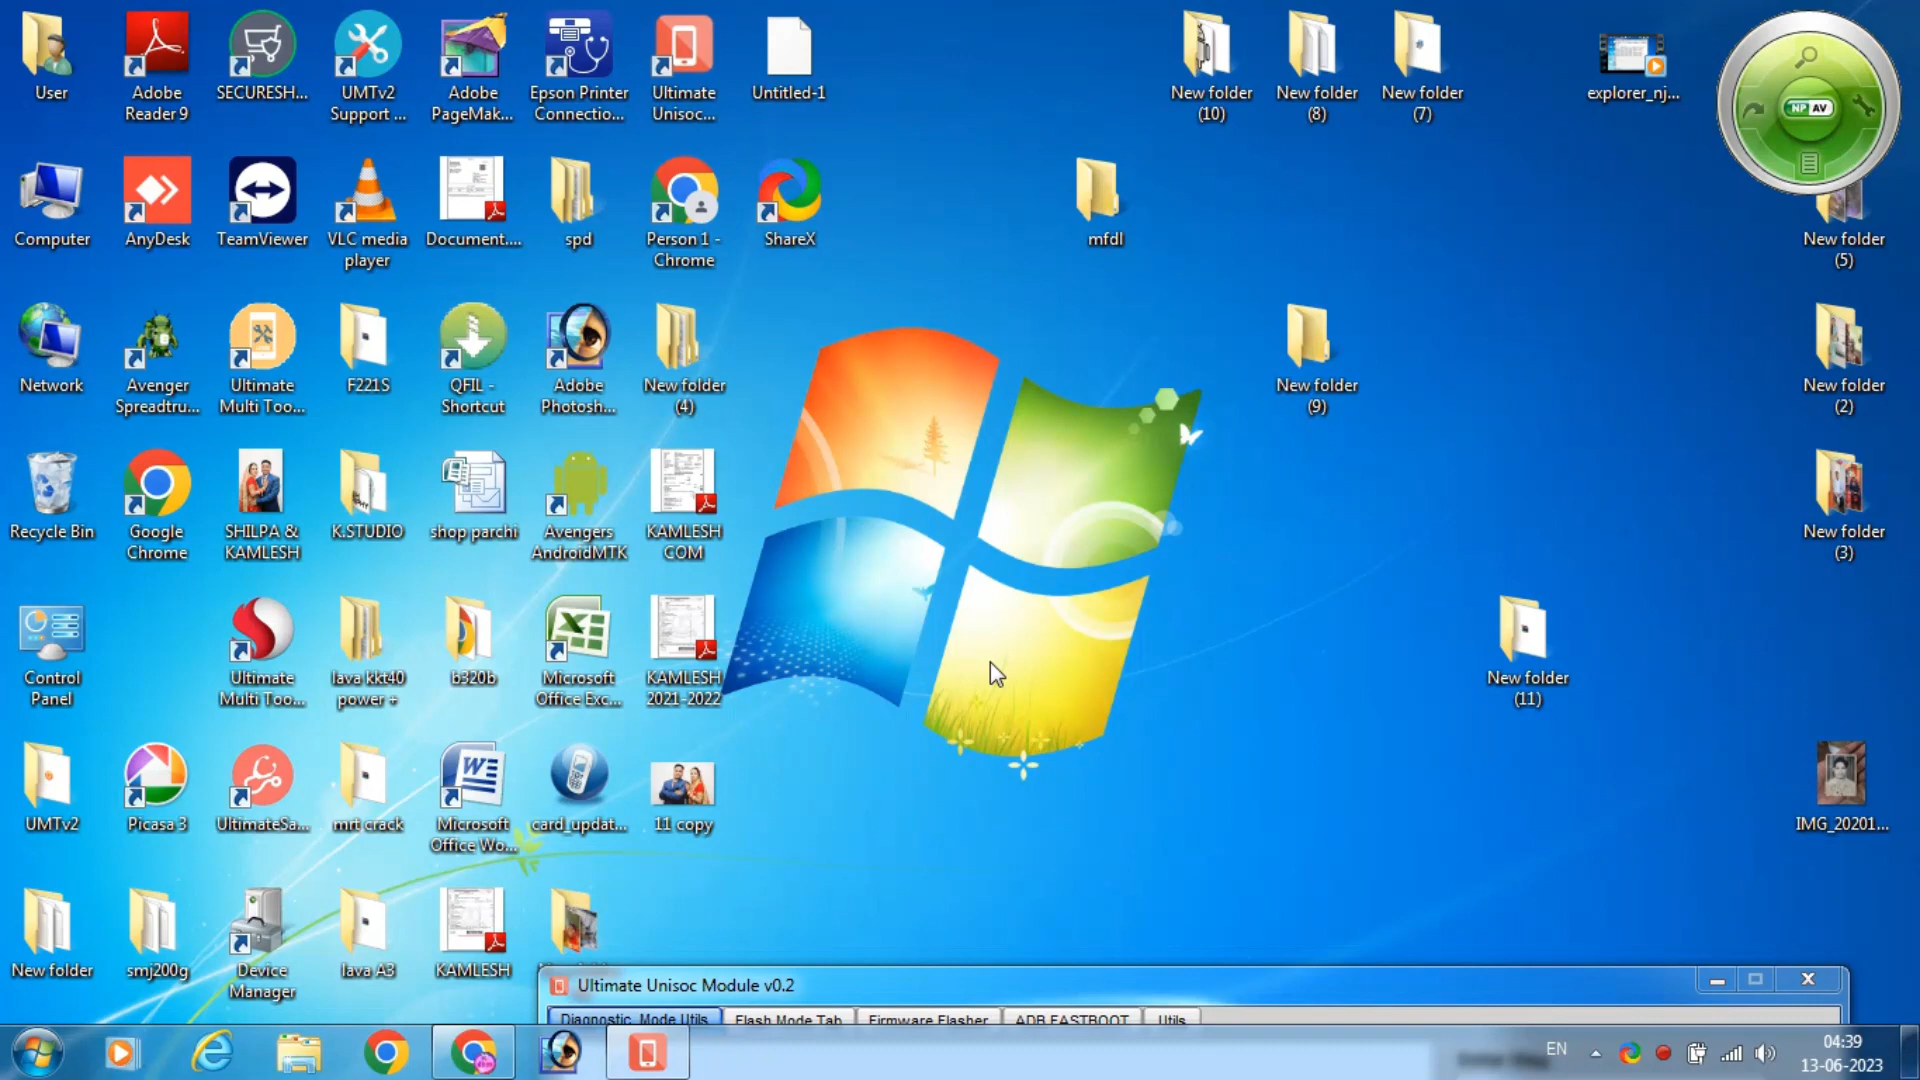 User
Adobe
Reader 9
SECURESH...
UMTv2
Support ...
Adobe
PageMak...
Epson Printer
Connectio...
Ultimate
Unisoc...
Untitled-1
New folder
(10)
New folder
(8)
New folder
(7)
explorer_nj...
NP AV
Computer
AnyDesk
TeamViewer
VLC media
player
Document....
spd
Person 1 -
Chrome
ShareX
mfdl
New folder
(5)
Network
Avenger
Spreadtru...
Ultimate
Multi Too...
F221S
QFIL -
Shortcut
Adobe
Photosh...
New folder
(4)
New folder
(9)
New folder
(2)
Recycle Bin
Google
Chrome
SHILPA &
KAMLESH
K.STUDIO
shop parchi
Avengers
AndroidMTK
KAMLESH
COM
New folder
(3)
Control
Panel
Ultimate
Multi Too...
lava kkt40
power +
b320b
Microsoft
Office Exc...
KAMLESH
2021-2022
New folder
(11)
UMTv2
Picasa 3
UltimateSa...
mrt crack
Microsoft
Office Wo...
card_updat...
11 copy
IMG_20201...
New folder
smj200g
Device
Manager
lava A3
KAMLESH
Ultimate Unisoc Module v0.2
Diagnostic Mode Utils
Flash Mode Tab
Firmware Flasher
ADB FASTBOOT
Utils
EN
04:39
13-06-2023